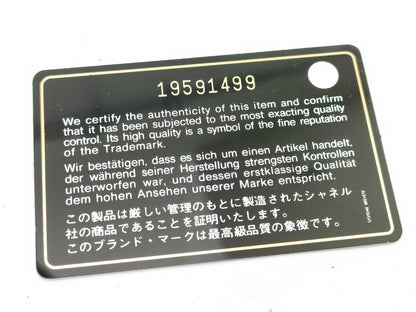 19591499
We certify the authenticity of this item and confirm
that it has been subjected to the most exacting quality
control. Its high quality is a symbol of the fine reputation
of the Trademark.
Wir bestätigen, dass es sich um einen Artikel handelt,
der während seiner Herstellung strengsten Kontrollen
unterworfen war, und dessen erstklassige Qualität
dem hohen Ansehen unserer Marke entspricht.
この製品は厳しい管理のもとに製造されたシャネル
社の商品であることを証明いたします。
このブランド・マークは最高級品質の象徴です。